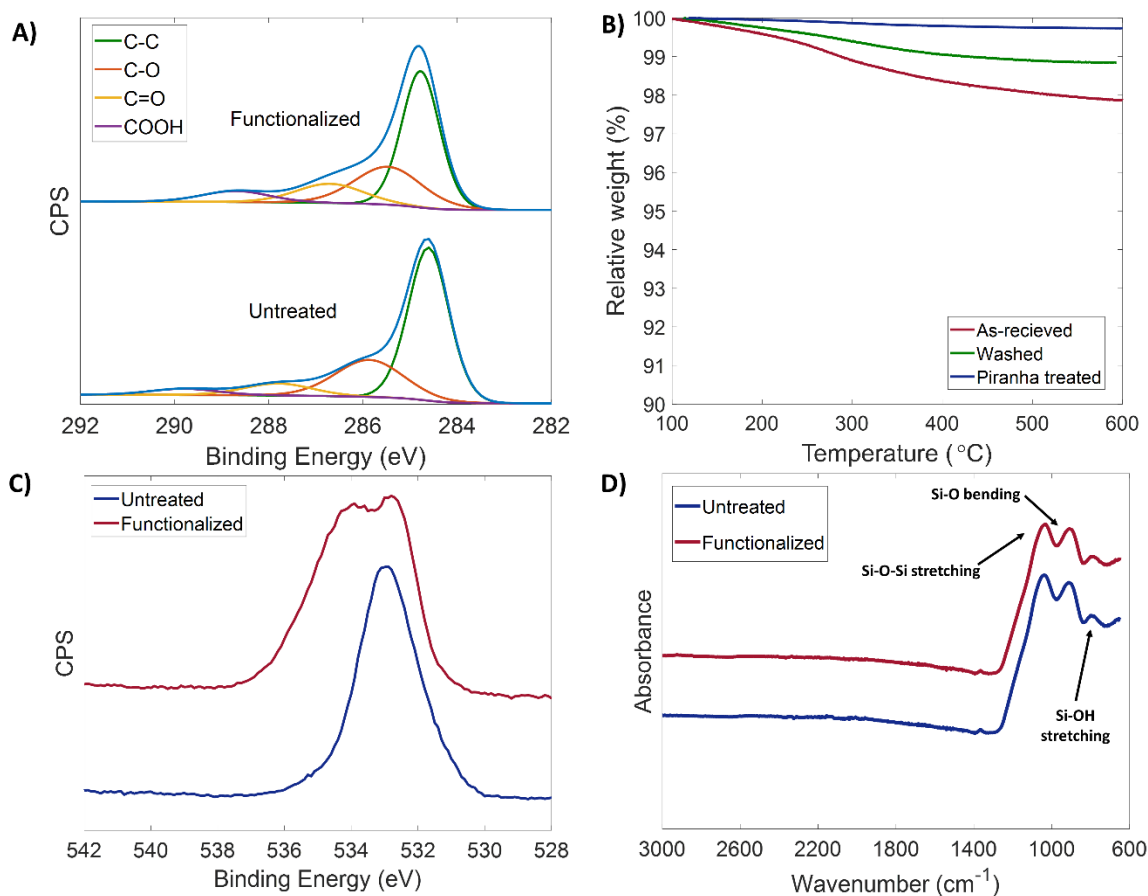 A)
C-C
C-O
C=O
COOH
Functionalized
Untreated
CPS
292 290 288 286 284 282
Binding Energy (eV)
B)
100
99
98
97
96
95
94
93
92
91
90
Relative weight (%)
As-recieved
Washed
Piranha treated
100 200 300 400 500 600
Temperature (°C)
C)
Untreated
Functionalized
CPS
542 540 538 536 534 532 530 528
Binding Energy (eV)
D)
Untreated
Functionalized
Si-O bending
Si-O-Si stretching
Si-OH
stretching
Absorbance
3000 2600 2200 1800 1400 1000 600
Wavenumber (cm⁻¹)